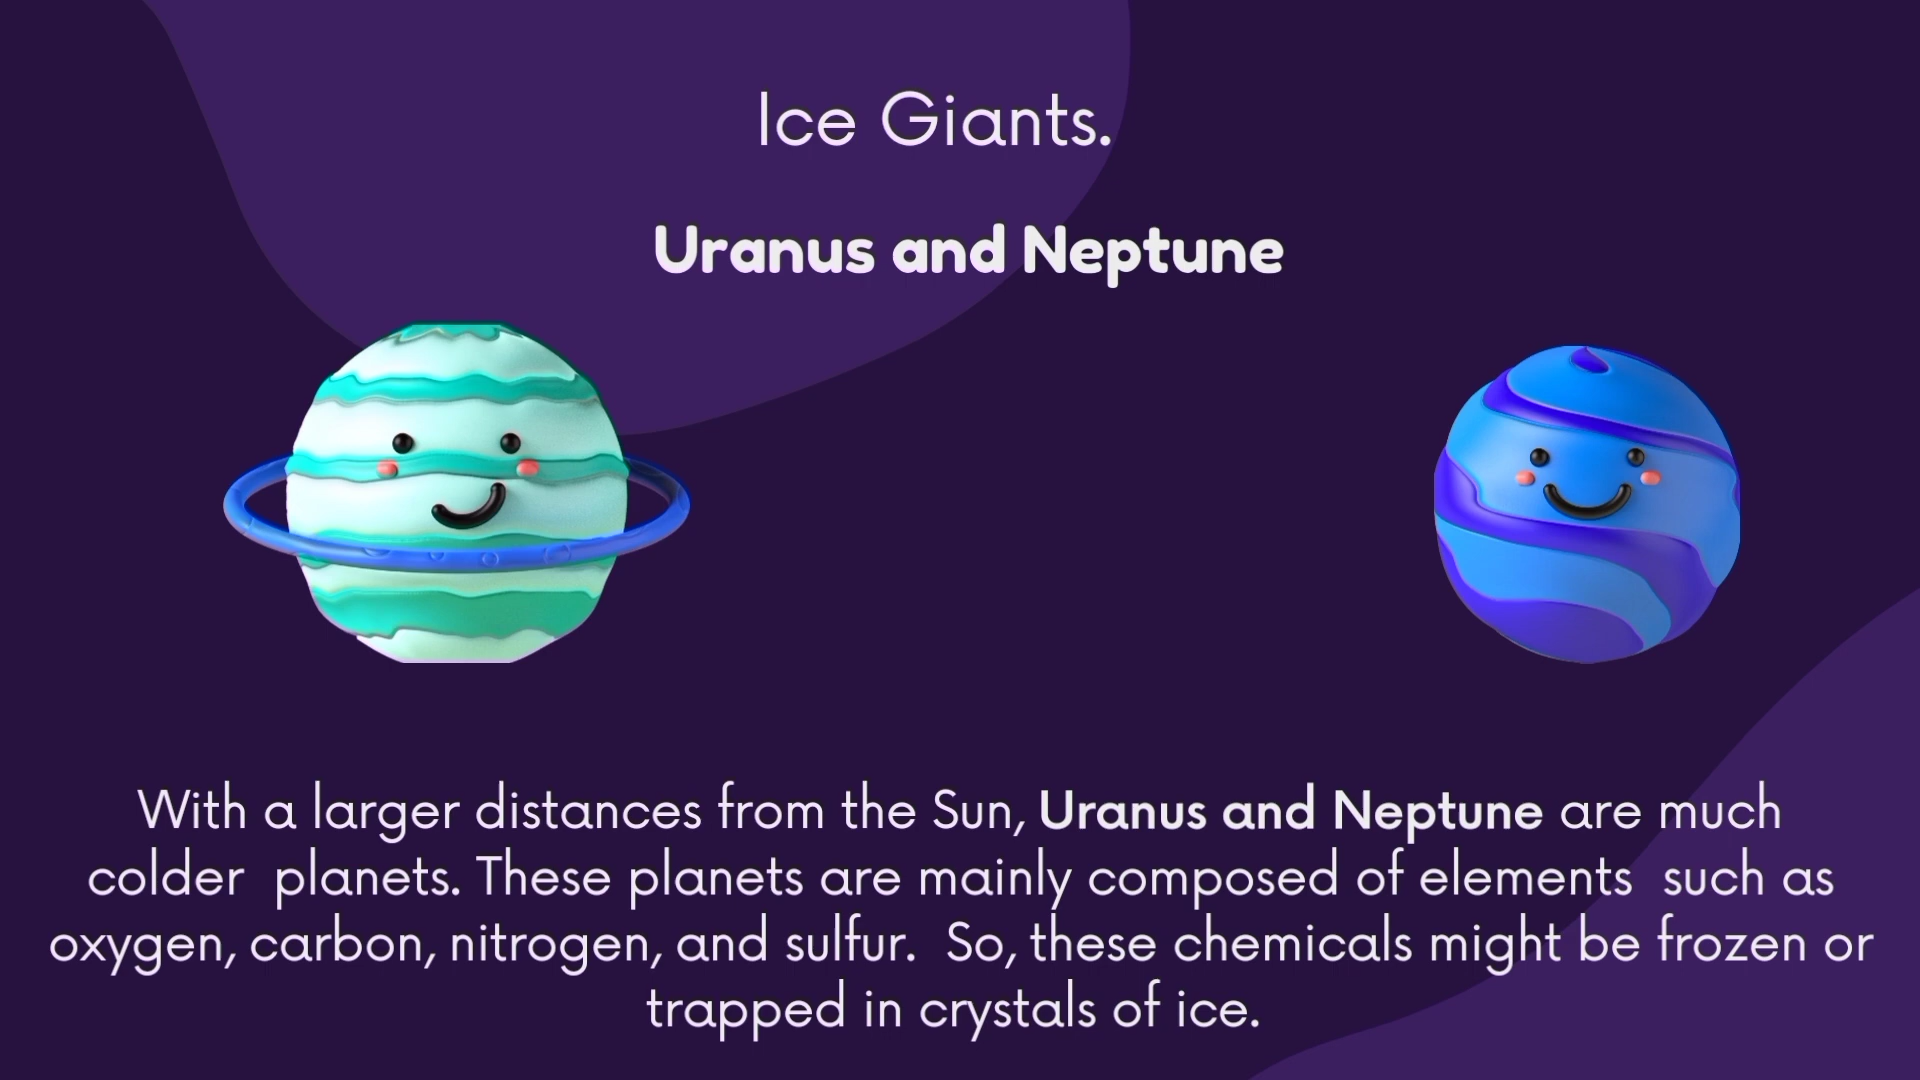 Ice Giants.
Uranus and Neptune
With a larger distances from the Sun, Uranus and Neptune are much
colder  planets. These planets are mainly composed of elements  such as
oxygen, carbon, nitrogen, and sulfur.  So, these chemicals might be frozen or
trapped in crystals of ice.